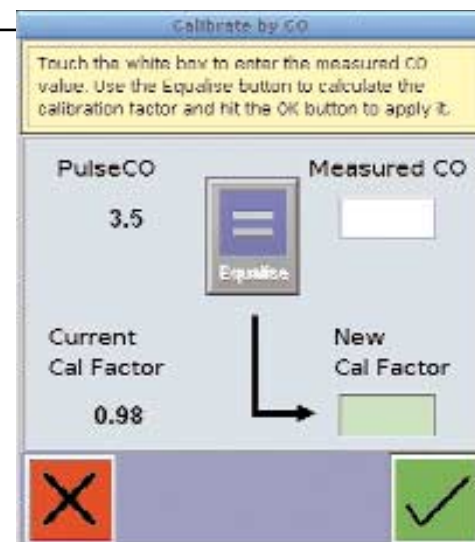 Calibrate by CO
Touch the white box to enter the measured CO
value. Use the Equalise button to calculate the
calibration factor and hit the OK button to apply it.
PulseCO
Measured CO
3.5
Equalise
Current
Cal Factor
New
Cal Factor
0.98